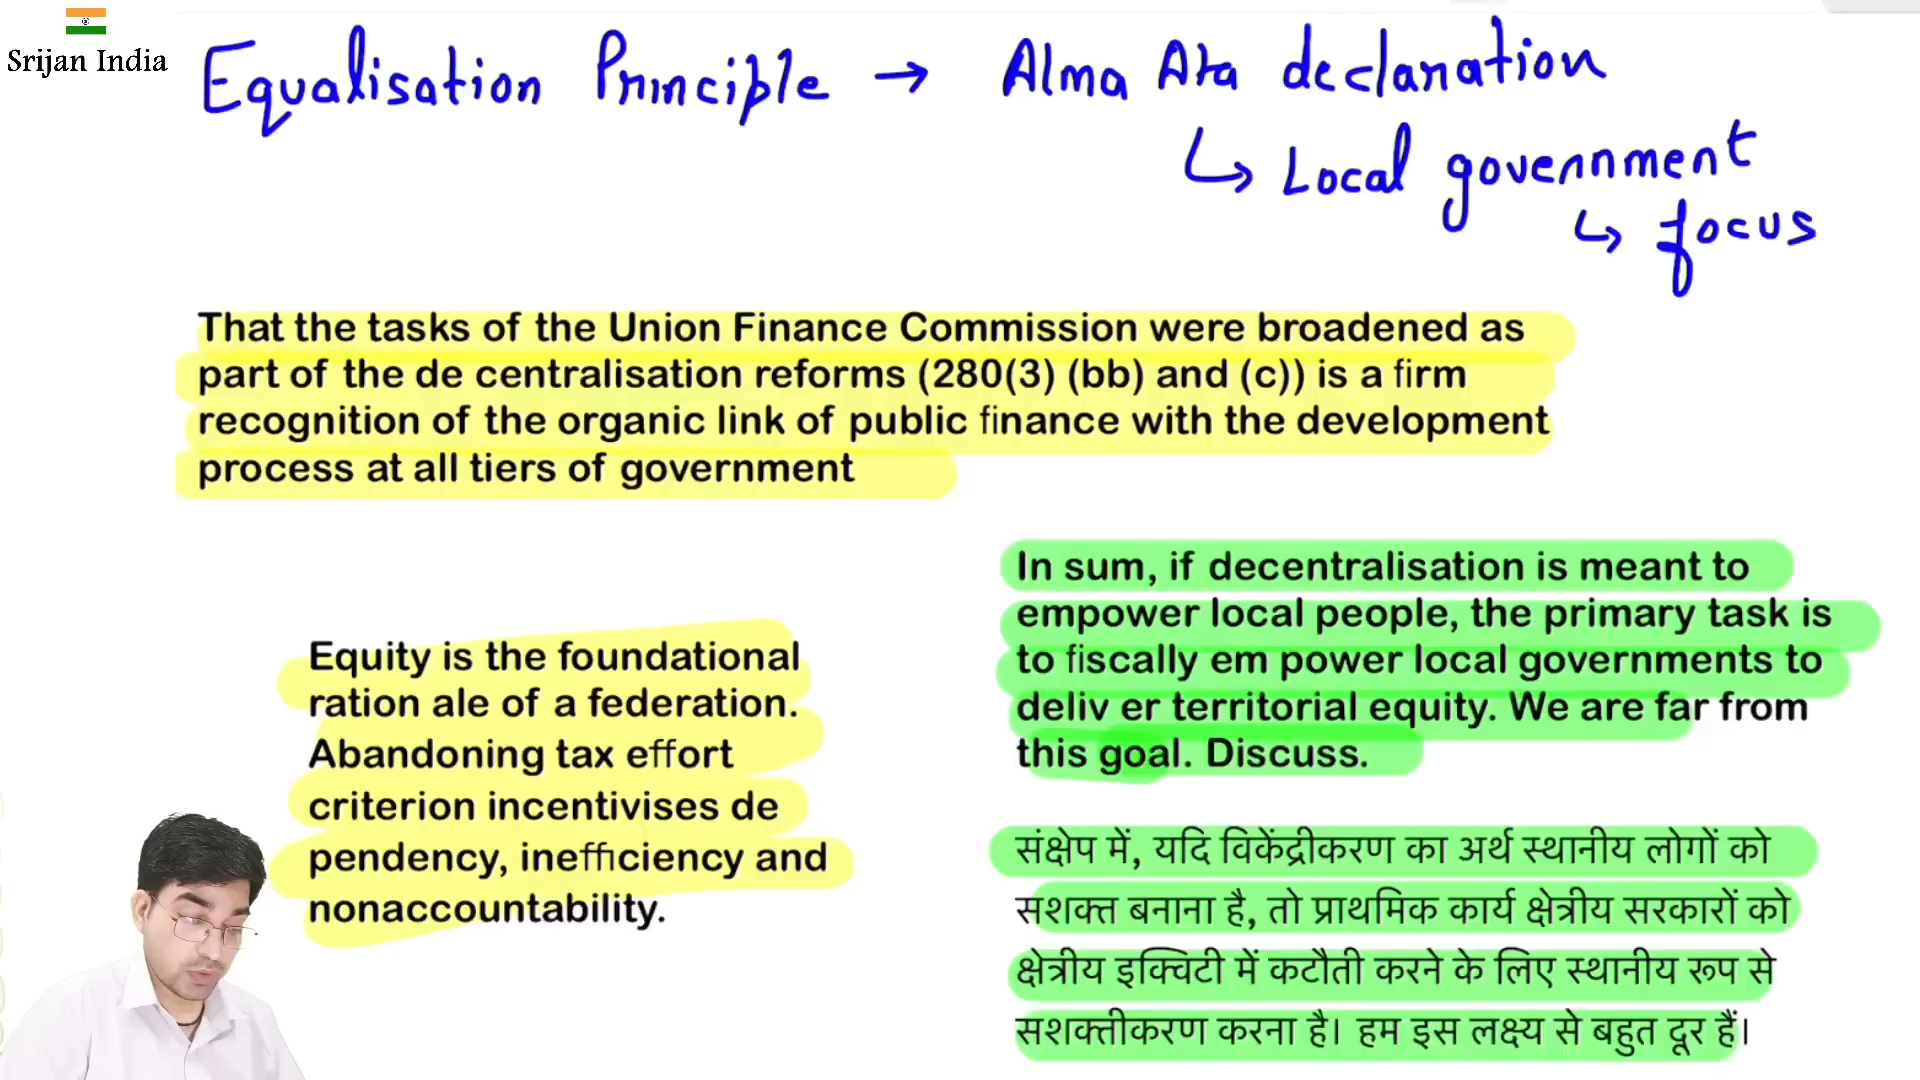 Srijan India
Equalisation Principle → Alma Ata declaration
↳ Local government
↳ focus
That the tasks of the Union Finance Commission were broadened as
part of the de centralisation reforms (280(3) (bb) and (c)) is a firm
recognition of the organic link of public finance with the development
process at all tiers of government
Equity is the foundational
ration ale of a federation.
Abandoning tax effort
criterion incentivises de
pendency, inefficiency and
nonaccountability.
In sum, if decentralisation is meant to
empower local people, the primary task is
to fiscally em power local governments to
deliv er territorial equity. We are far from
this goal. Discuss.
संक्षेप में, यदि विकेंद्रीकरण का अर्थ स्थानीय लोगों को
सशक्त बनाना है, तो प्राथमिक कार्य क्षेत्रीय सरकारों को
क्षेत्रीय इक्विटी में कटौती करने के लिए स्थानीय रूप से
सशक्तीकरण करना है। हम इस लक्ष्य से बहुत दूर हैं।